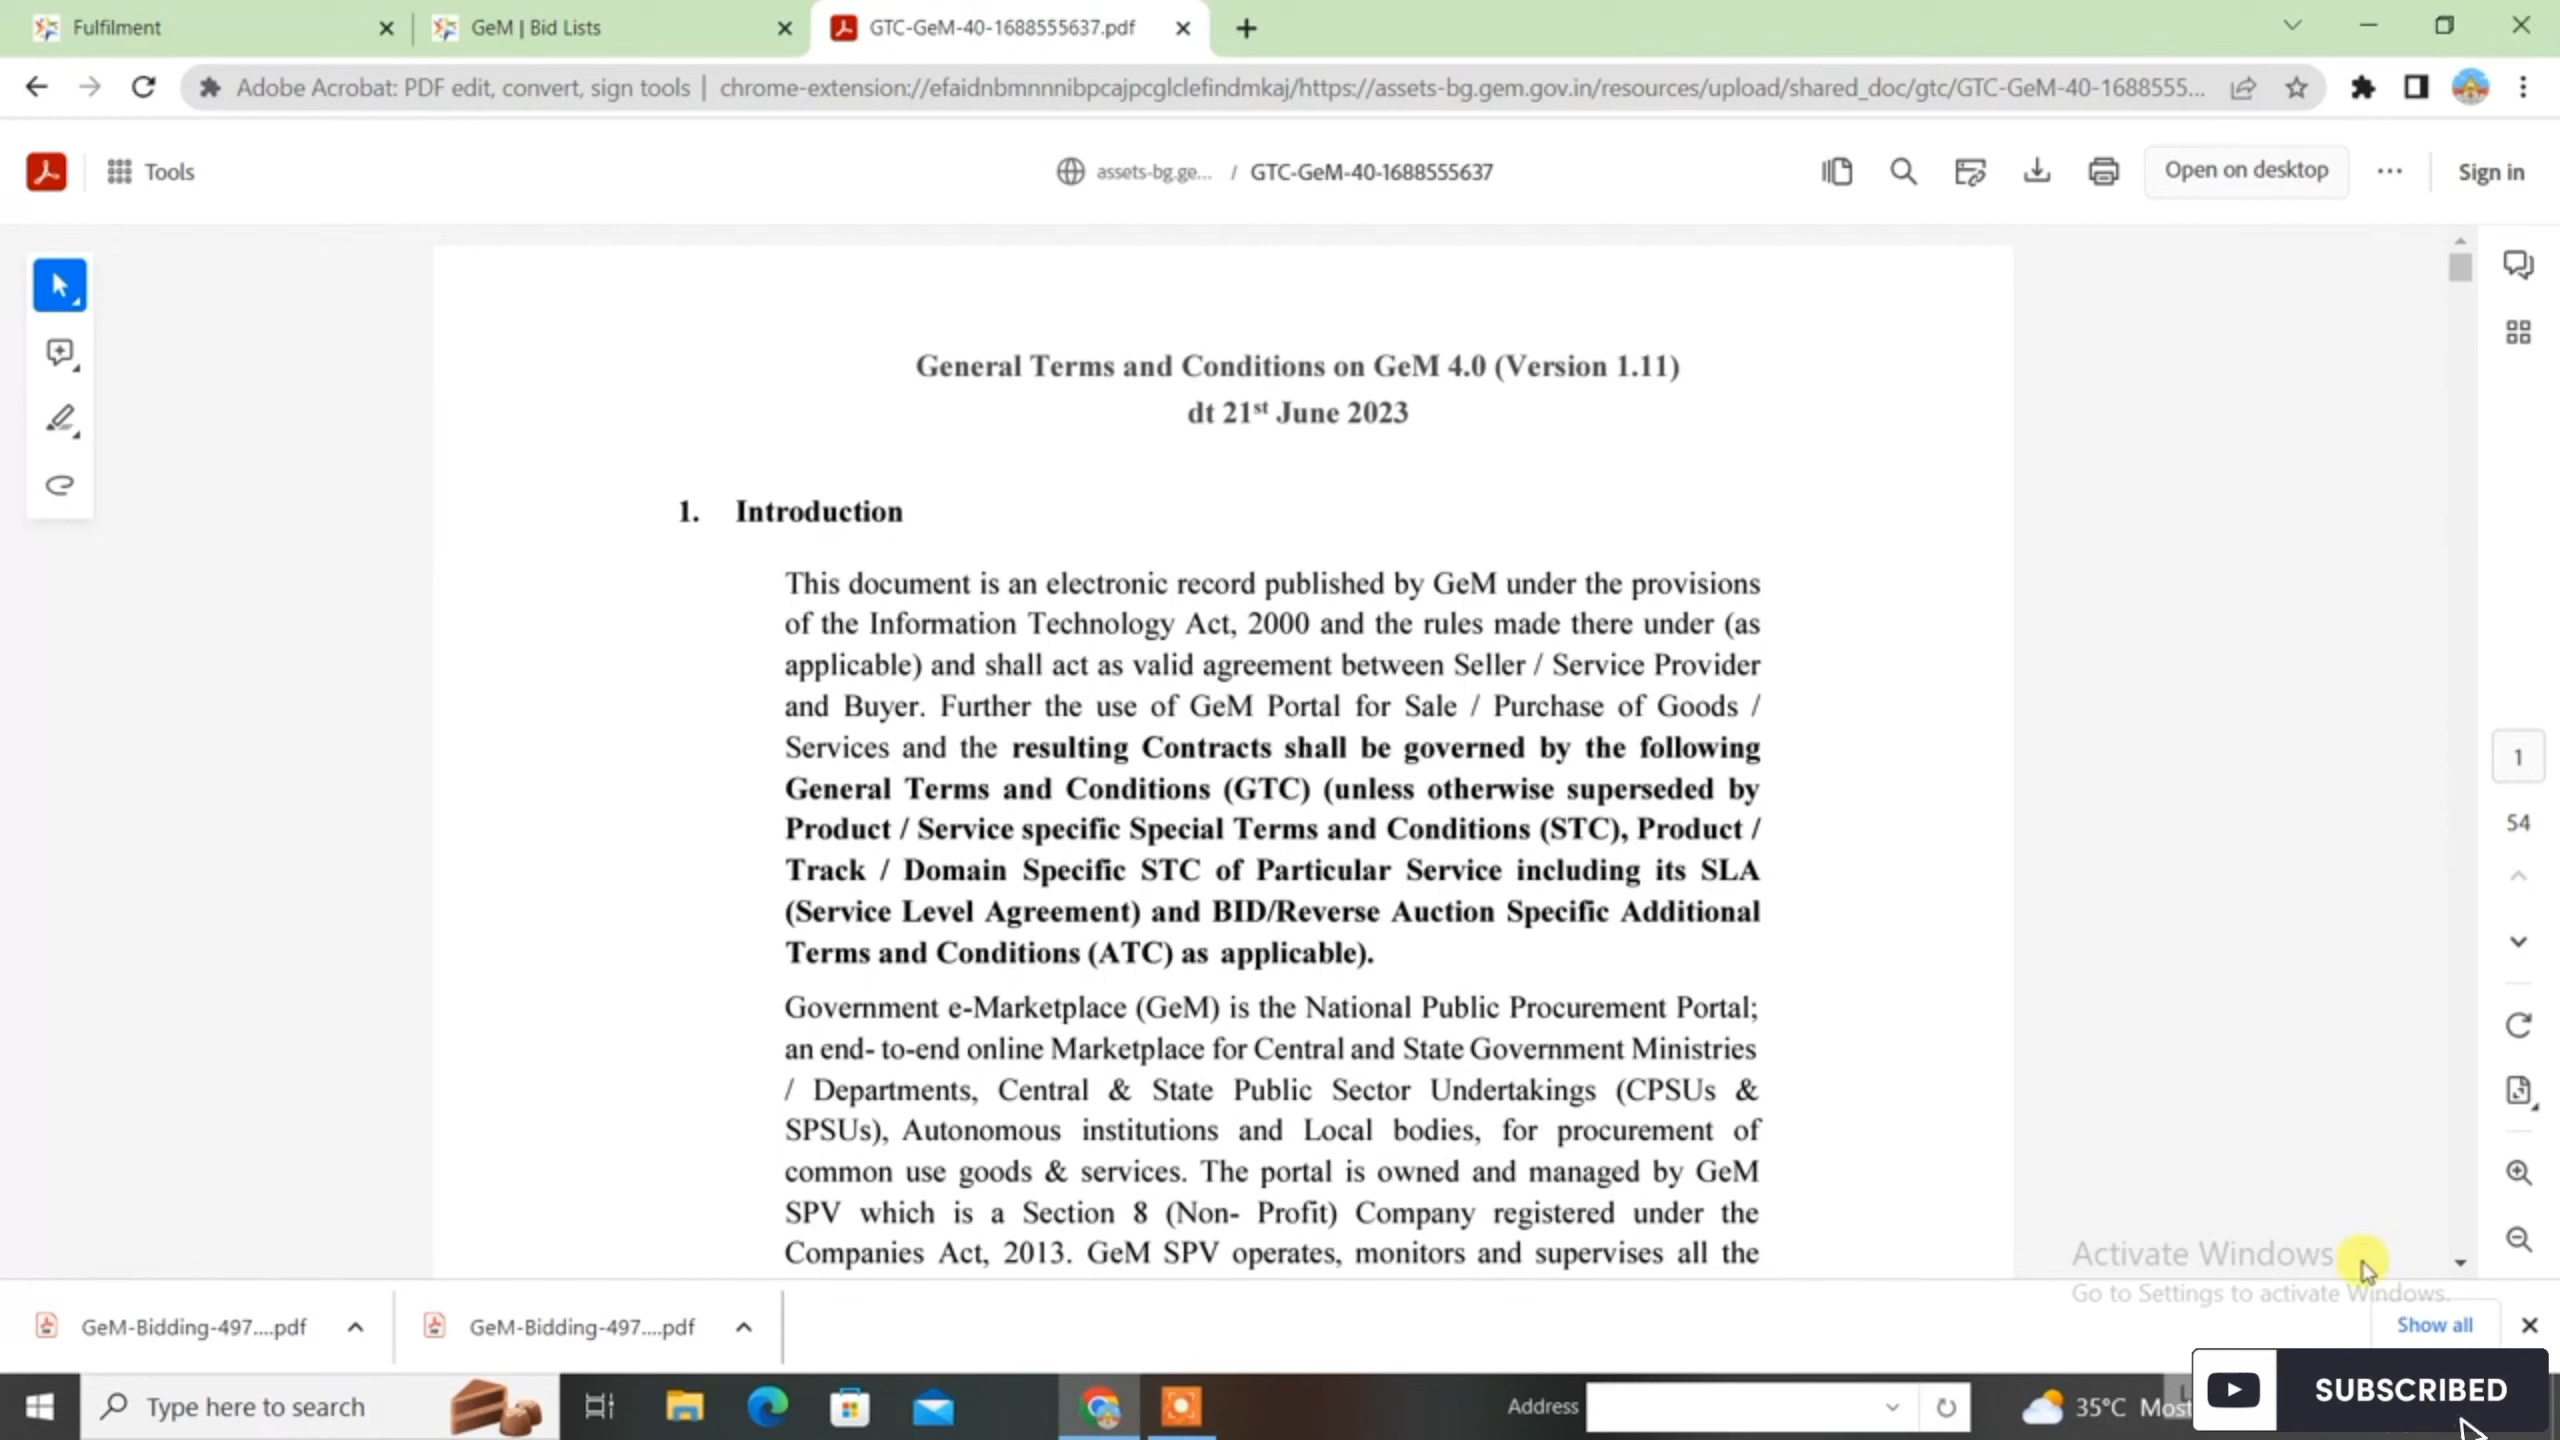 Fulfilment
GeM | Bid Lists
GTC-GeM-40-1688555637.pdf
Adobe Acrobat: PDF edit, convert, sign tools | chrome-extension://efaidnbmnnnibpcajpcglclefindmkaj/https://assets-bg.gem.gov.in/resources/upload/shared_doc/gtc/GTC-GeM-40-1688555...
Tools
assets-bg.ge... / GTC-GeM-40-1688555637
Open on desktop
Sign in
General Terms and Conditions on GeM 4.0 (Version 1.11)
dt 21st June 2023
1. Introduction
This document is an electronic record published by GeM under the provisions
of the Information Technology Act, 2000 and the rules made there under (as
applicable) and shall act as valid agreement between Seller / Service Provider
and Buyer. Further the use of GeM Portal for Sale / Purchase of Goods /
Services and the resulting Contracts shall be governed by the following
General Terms and Conditions (GTC) (unless otherwise superseded by
Product / Service specific Special Terms and Conditions (STC), Product /
Track / Domain Specific STC of Particular Service including its SLA
(Service Level Agreement) and BID/Reverse Auction Specific Additional
Terms and Conditions (ATC) as applicable).
Government e-Marketplace (GeM) is the National Public Procurement Portal;
an end- to-end online Marketplace for Central and State Government Ministries
/ Departments, Central & State Public Sector Undertakings (CPSUs &
SPSUs), Autonomous institutions and Local bodies, for procurement of
common use goods & services. The portal is owned and managed by GeM
SPV which is a Section 8 (Non- Profit) Company registered under the
Companies Act, 2013. GeM SPV operates, monitors and supervises all the
1
54
Activate Windows
Go to Settings to activate Windows.
GeM-Bidding-497....pdf
GeM-Bidding-497....pdf
Show all
Type here to search
Address
35°C Most
SUBSCRIBED